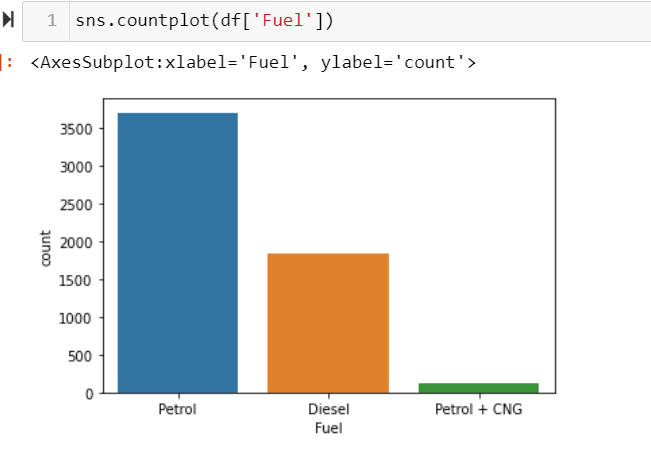 1 sns.countplot(df['Fuel'])
]: <AxesSubplot:xlabel='Fuel', ylabel='count'>
3500
3000
2500
2000
1500
1000
500
0
count
Petrol Diesel Petrol + CNG
Fuel